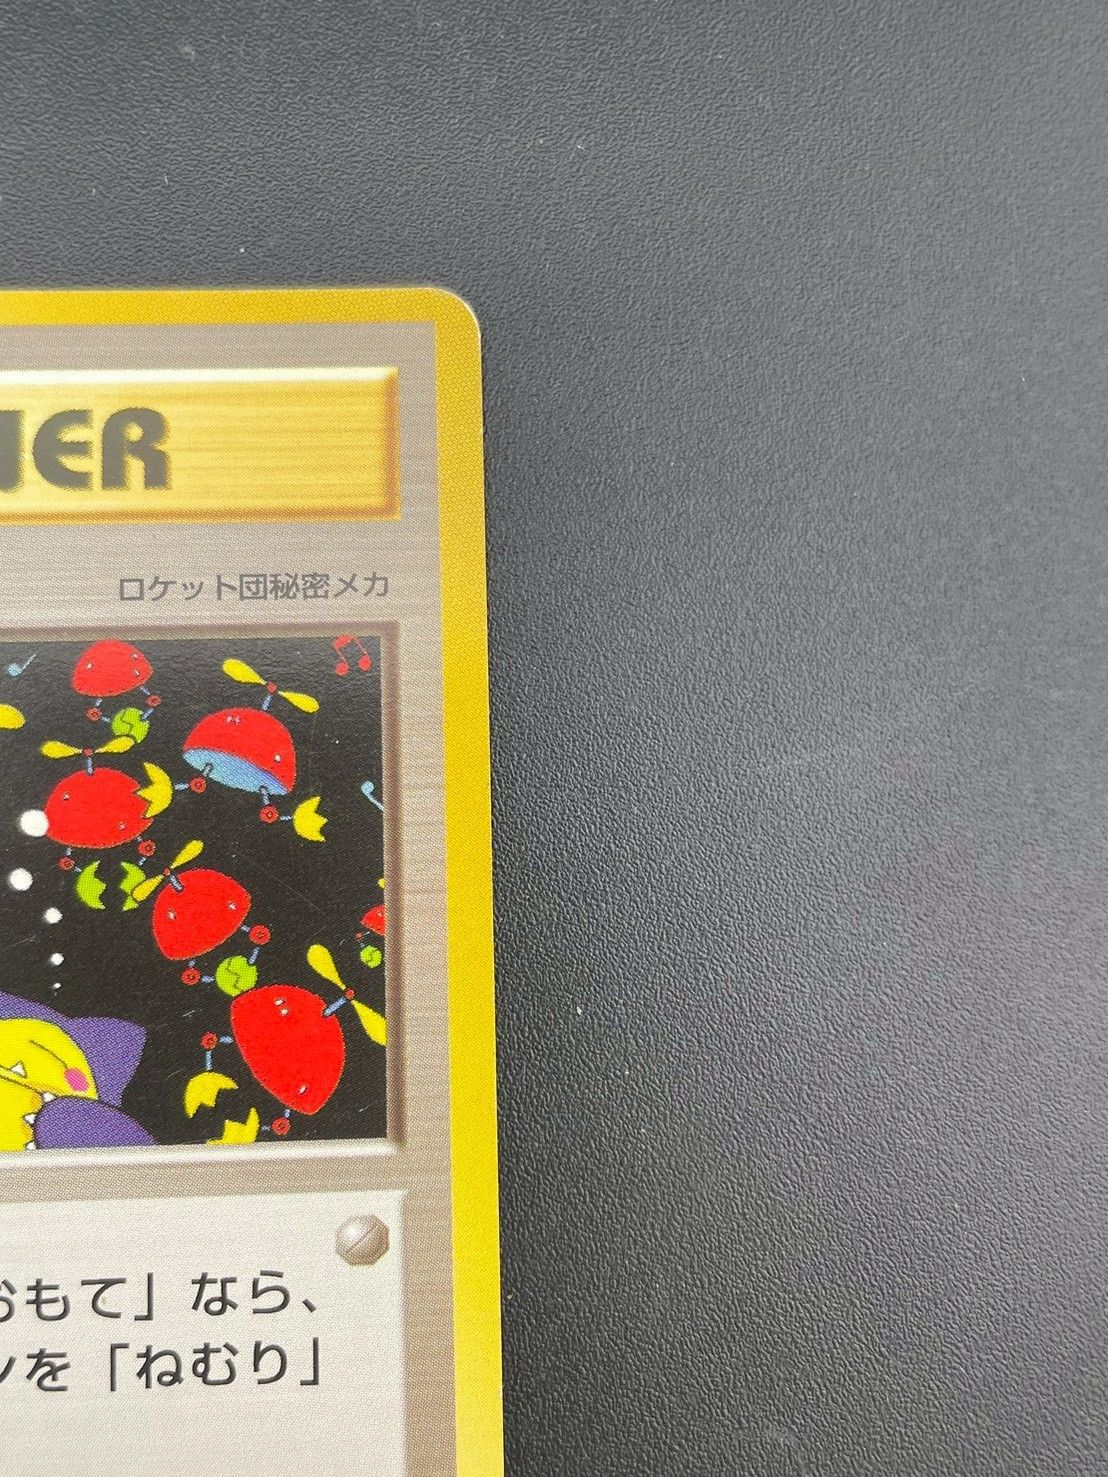 NER
ロケット団秘密メカ
おもて」なら、
ンを「ねむり」